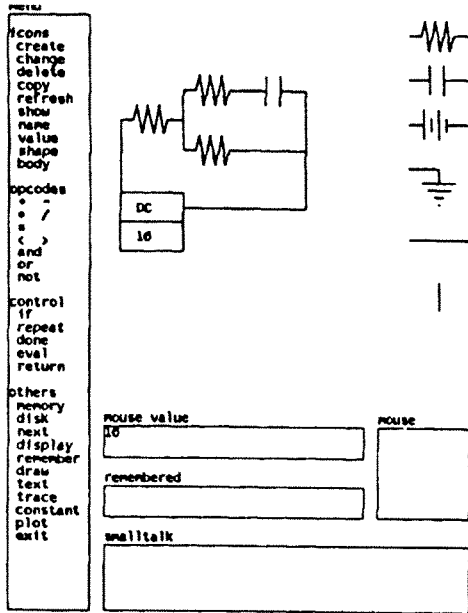 menu
icons
create
change
delete
copy
refresh
show
name
value
shape
body
opcodes
+ -
* /
=
< >
and
or
not
control
if
repeat
done
eval
return
others
memory
disk
next
display
remember
draw
text
trace
constant
plot
exit
DC
16
mouse value
16
mouse
remembered
smalltalk